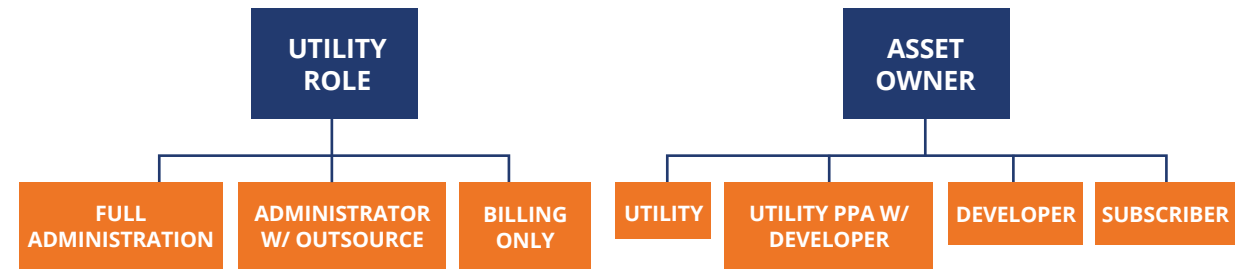 UTILITY
ROLE
FULL
ADMINISTRATION
ADMINISTRATOR
W/ OUTSOURCE
BILLING
ONLY
ASSET
OWNER
UTILITY
UTILITY PPA W/
DEVELOPER
DEVELOPER
SUBSCRIBER